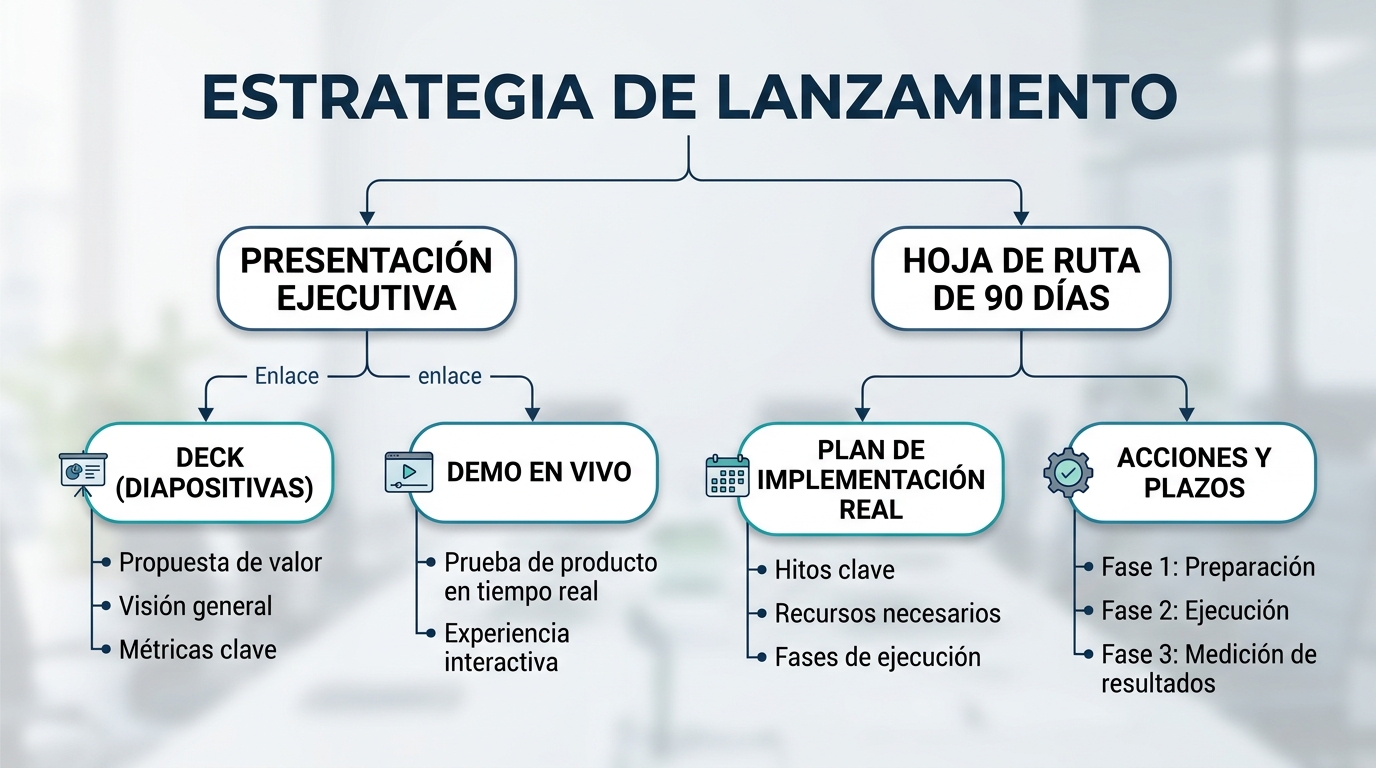 ESTRATEGIA DE LANZAMIENTO
PRESENTACIÓN
EJECUTIVA
HOJA DE RUTA
DE 90 DÍAS
Enlace
enlace
DECK
(DIAPOSITIVAS)
DEMO EN VIVO
PLAN DE
IMPLEMENTACIÓN
REAL
ACCIONES Y
PLAZOS
Propuesta de valor
Visión general
Métricas clave
Prueba de producto
en tiempo real
Experiencia
interactiva
Hitos clave
Recursos necesarios
Fases de ejecución
Fase 1: Preparación
Fase 2: Ejecución
Fase 3: Medición de
resultados